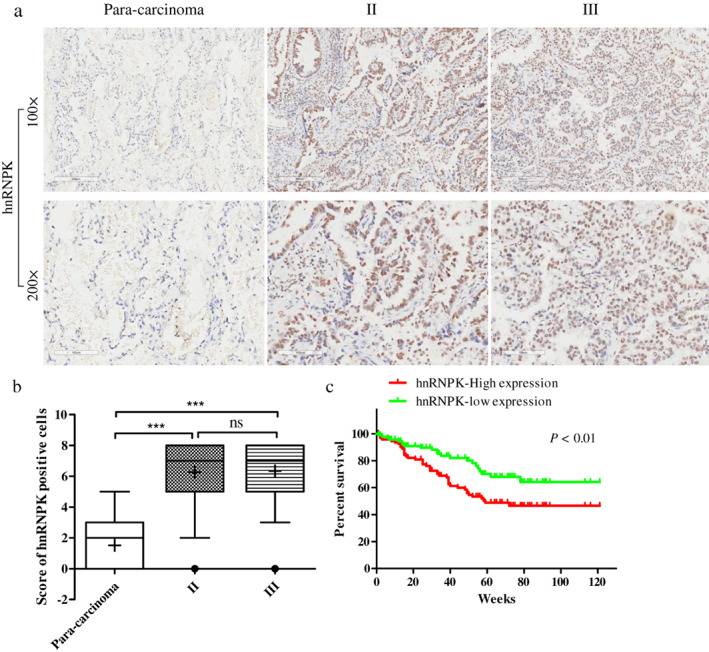 a
Para-carcinoma II III
hnRNPK
100×
200×
b
Score of hnRNPK positive cells
10
8
6
4
2
0
-2
***
*** ns
Para-carcinoma II III
c
hnRNPK-High expression
hnRNPK-low expression
P < 0.01
Percent survival
100
80
60
40
20
0
0 20 40 60 80 100 120
Weeks